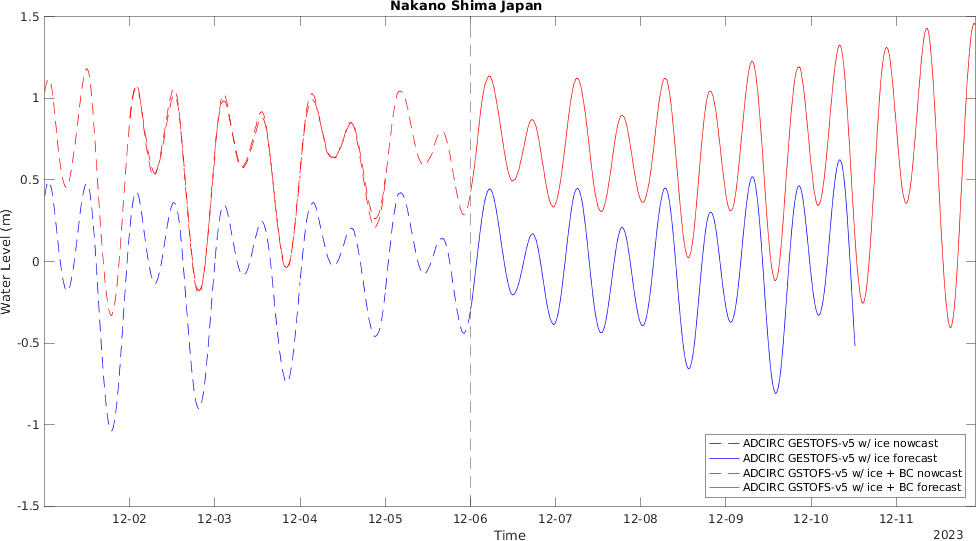 Nakano Shima Japan
1.5
1
0.5
0
-0.5
-1
-1.5
Water Level (m)
12-02 12-03 12-04 12-05 12-06 12-07 12-08 12-09 12-10 12-11
Time
2023
ADCIRC GESTOFS-v5 w/ ice nowcast
ADCIRC GESTOFS-v5 w/ ice forecast
ADCIRC GSTOFS-v5 w/ ice + BC nowcast
ADCIRC GSTOFS-v5 w/ ice + BC forecast